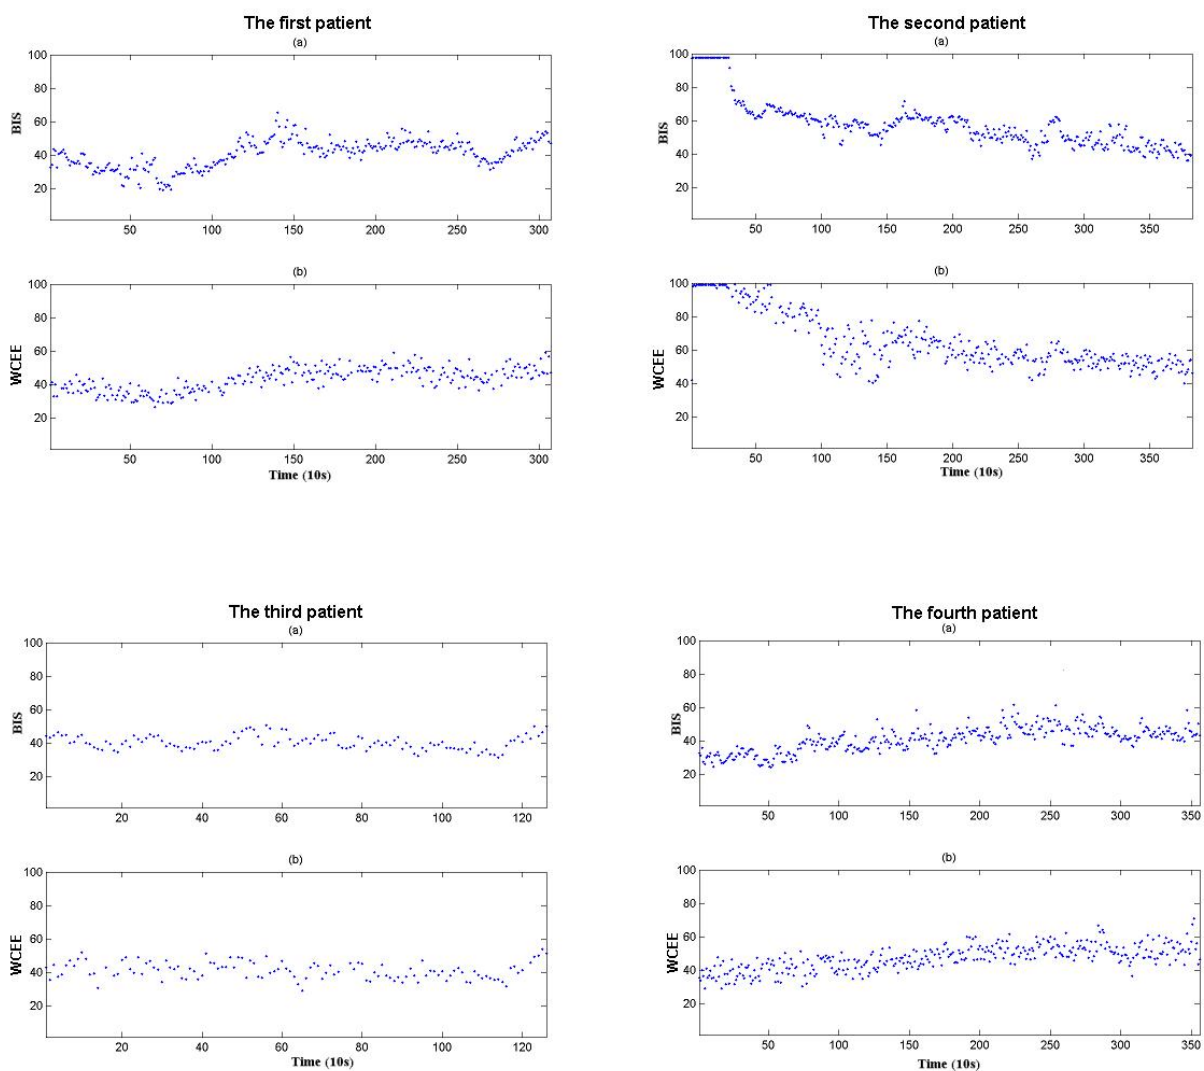 The first patient
(a)
100
80
60
40
20
BIS
50 100 150 200 250 300
(b)
100
80
60
40
20
WCEE
50 100 150 200 250 300
Time (10s)
The second patient
(a)
100
80
60
40
20
BIS
50 100 150 200 250 300 350
(b)
100
80
60
40
20
WCEE
50 100 150 200 250 300 350
Time (10s)
The third patient
(a)
100
80
60
40
20
BIS
20 40 60 80 100 120
(b)
100
80
60
40
20
WCEE
20 40 60 80 100 120
Time (10s)
The fourth patient
(a)
100
80
60
40
20
BIS
50 100 150 200 250 300 350
(b)
100
80
60
40
20
WCEE
50 100 150 200 250 300 350
Time (10s)